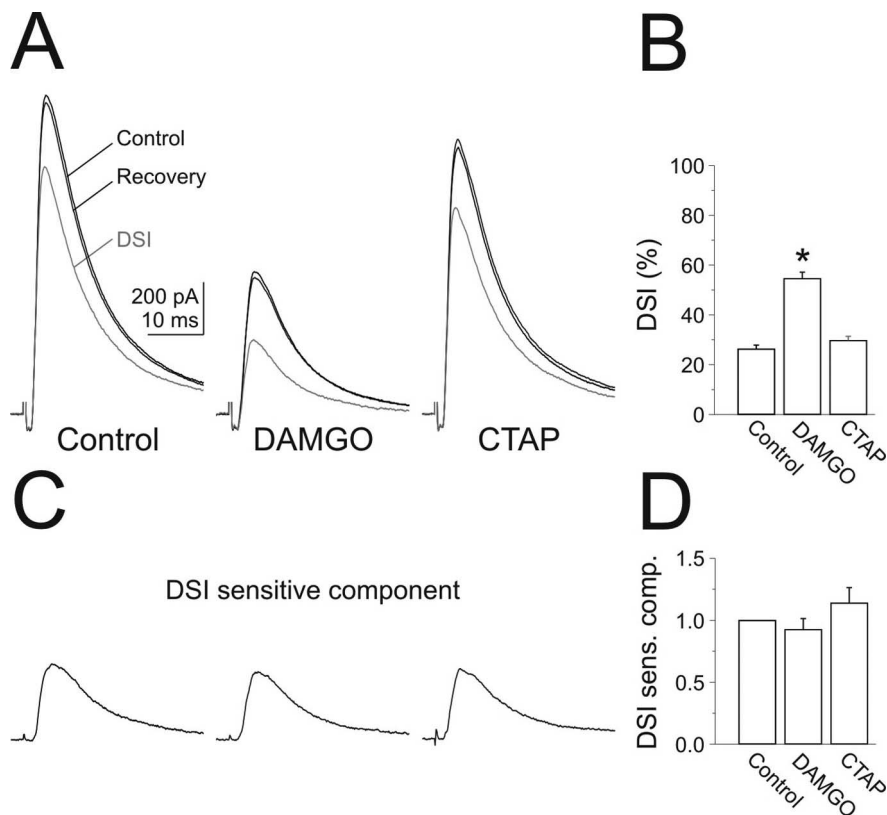 A
Control
Recovery
DSI
200 pA
10 ms
Control
DAMGO
CTAP
B
DSI (%)
100
80
60
40
20
0
*
Control
DAMGO
CTAP
C
DSI sensitive component
D
DSI sens. comp.
1.5
1.0
0.5
0.0
Control
DAMGO
CTAP